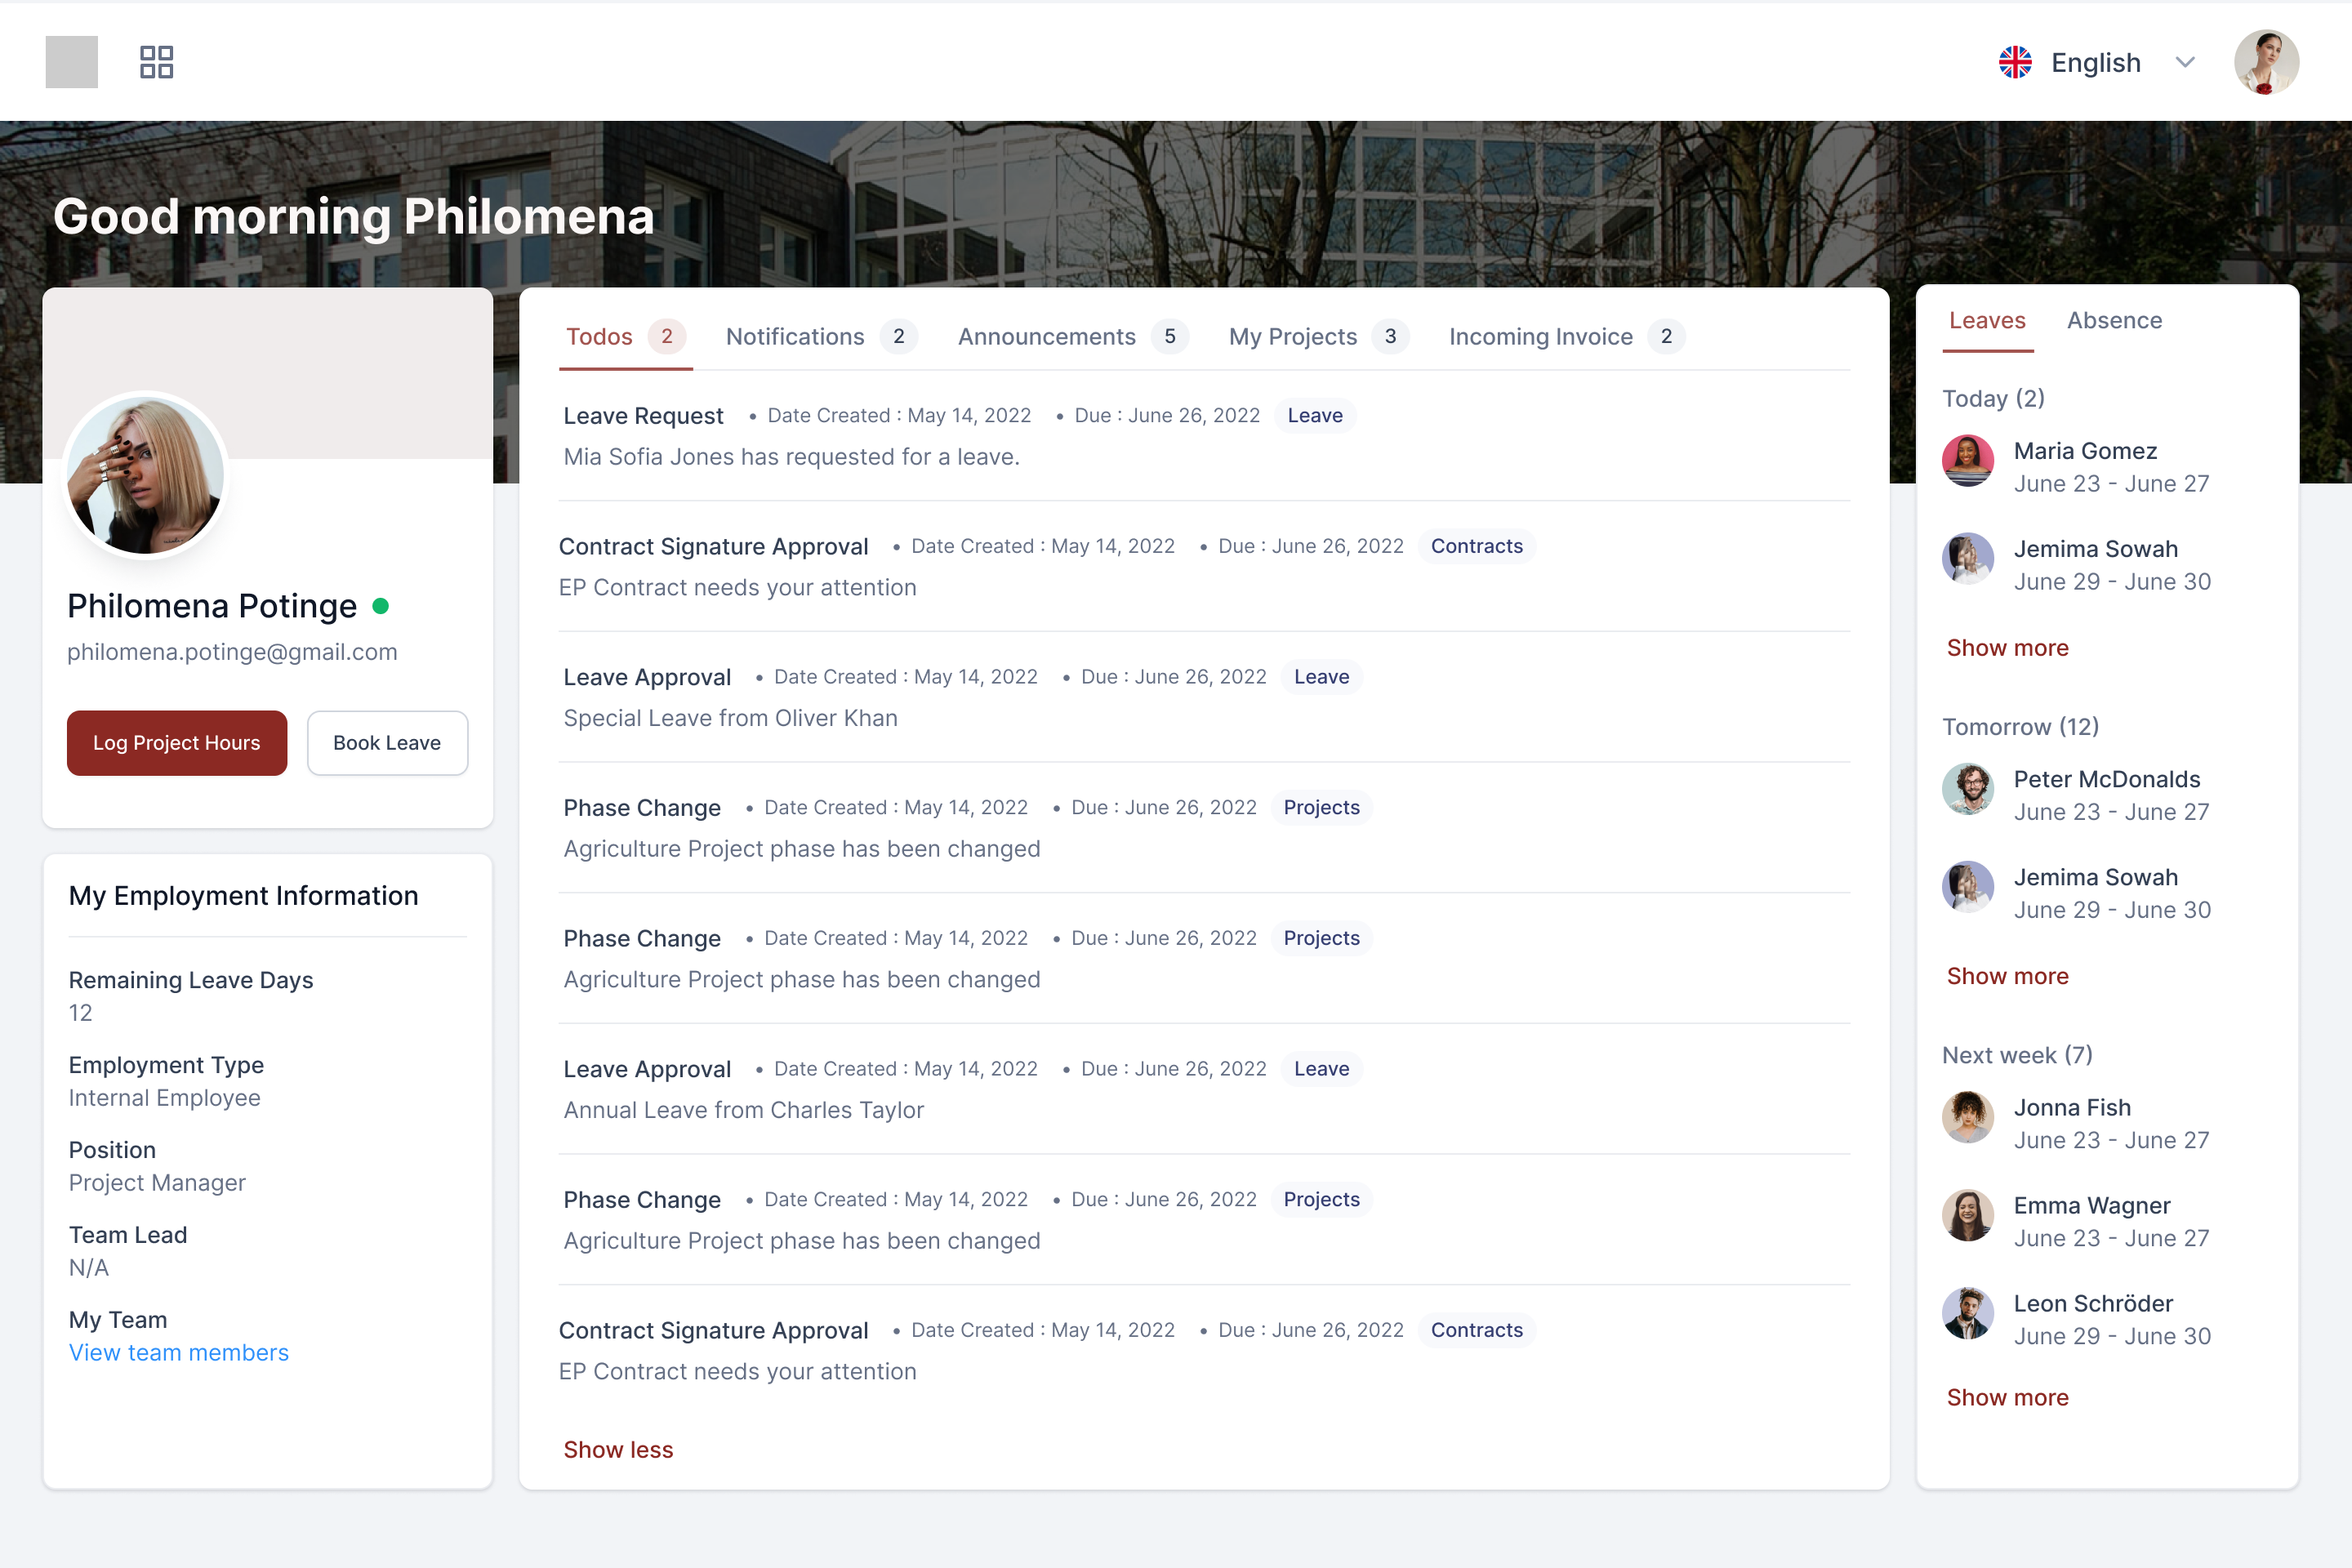 English
Good morning Philomena
Philomena Potinge
philomena.potinge@gmail.com
Log Project Hours
Book Leave
My Employment Information
Remaining Leave Days
12
Employment Type
Internal Employee
Position
Project Manager
Team Lead
N/A
My Team
View team members
Todos 2 Notifications 2 Announcements 5 My Projects 3 Incoming Invoice 2
Leave Request • Date Created : May 14, 2022 • Due : June 26, 2022 Leave
Mia Sofia Jones has requested for a leave.
Contract Signature Approval • Date Created : May 14, 2022 • Due : June 26, 2022 Contracts
EP Contract needs your attention
Leave Approval • Date Created : May 14, 2022 • Due : June 26, 2022 Leave
Special Leave from Oliver Khan
Phase Change • Date Created : May 14, 2022 • Due : June 26, 2022 Projects
Agriculture Project phase has been changed
Phase Change • Date Created : May 14, 2022 • Due : June 26, 2022 Projects
Agriculture Project phase has been changed
Leave Approval • Date Created : May 14, 2022 • Due : June 26, 2022 Leave
Annual Leave from Charles Taylor
Phase Change • Date Created : May 14, 2022 • Due : June 26, 2022 Projects
Agriculture Project phase has been changed
Contract Signature Approval • Date Created : May 14, 2022 • Due : June 26, 2022 Contracts
EP Contract needs your attention
Show less
Leaves Absence
Today (2)
Maria Gomez
June 23 - June 27
Jemima Sowah
June 29 - June 30
Show more
Tomorrow (12)
Peter McDonalds
June 23 - June 27
Jemima Sowah
June 29 - June 30
Show more
Next week (7)
Jonna Fish
June 23 - June 27
Emma Wagner
June 23 - June 27
Leon Schröder
June 29 - June 30
Show more